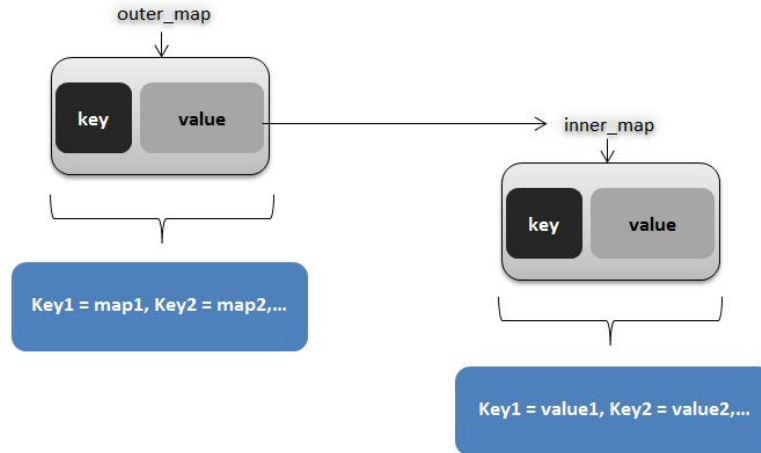 outer_map
key
value
inner_map
key
value
Key1 = map1, Key2 = map2,...
Key1 = value1, Key2 = value2,...